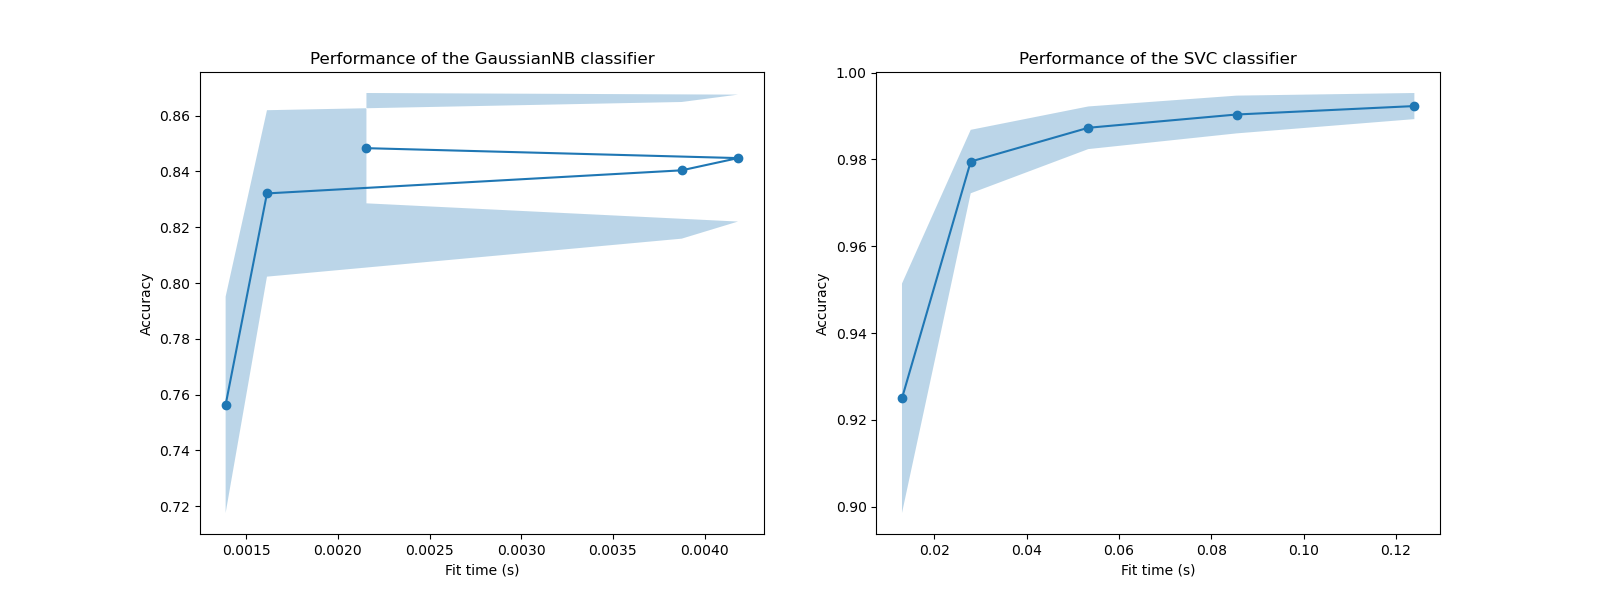 Performance of the GaussianNB classifier
Accuracy
0.86
0.84
0.82
0.80
0.78
0.76
0.74
0.72
0.0015 0.0020 0.0025 0.0030 0.0035 0.0040
Fit time (s)
Performance of the SVC classifier
Accuracy
1.00
0.98
0.96
0.94
0.92
0.90
0.02 0.04 0.06 0.08 0.10 0.12
Fit time (s)